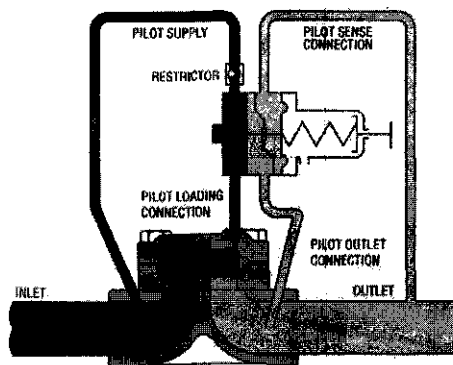 PILOT SUPPLY
PILOT SENSE
CONNECTION
RESTRICTOR
PILOT LOADING
CONNECTION
PILOT OUTLET
CONNECTION
INLET
OUTLET